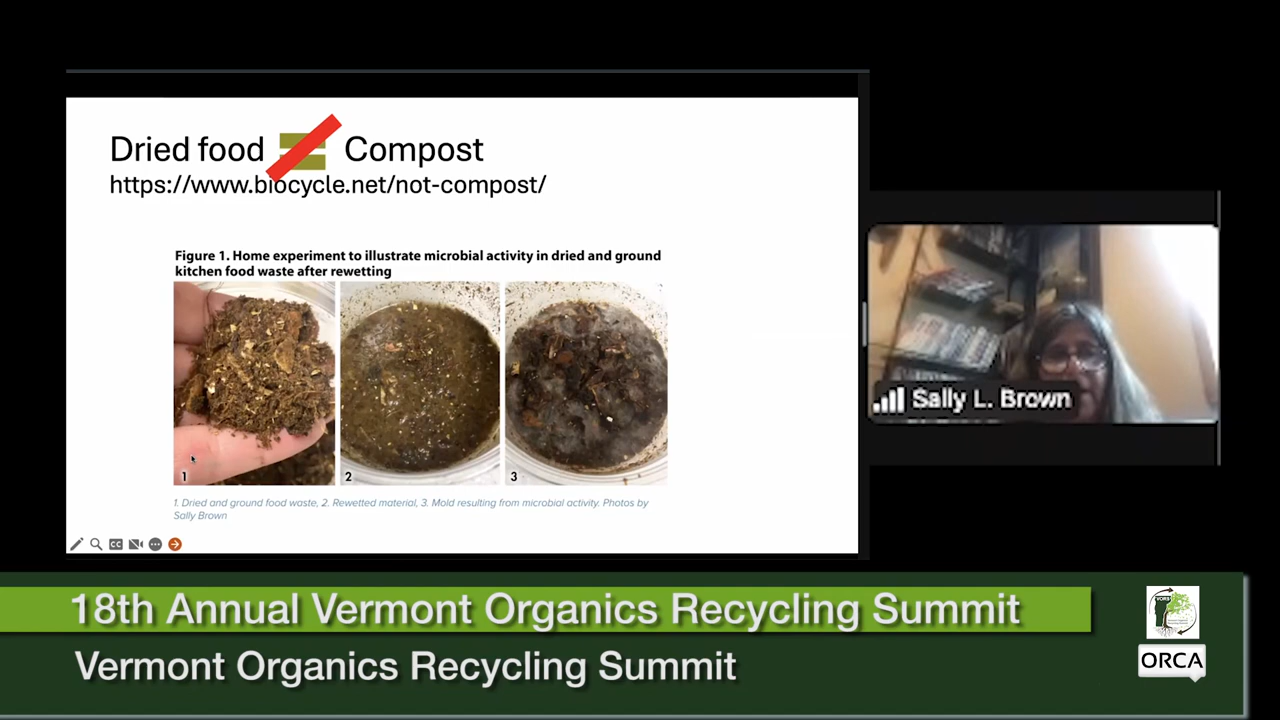 Dried food = Compost
https://www.biocycle.net/not-compost/
Figure 1. Home experiment to illustrate microbial activity in dried and ground
kitchen food waste after rewetting
1
2
3
1. Dried and ground food waste, 2. Rewetted material, 3. Mold resulting from microbial activity. Photos by
Sally Brown
CC
Sally L. Brown
18th Annual Vermont Organics Recycling Summit
Vermont Organics Recycling Summit
VORS
ORCA